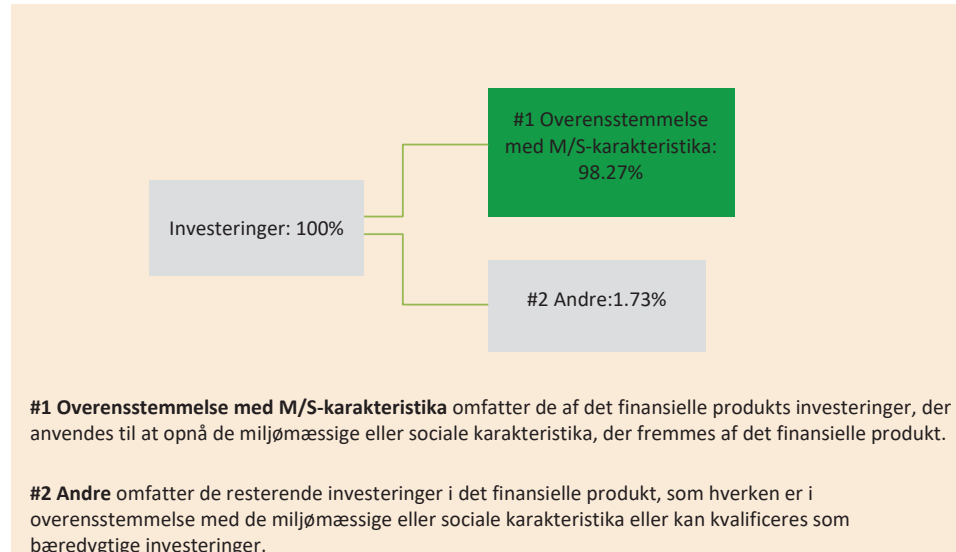 #1 Overensstemmelse
med M/S-karakteristika:
98.27%
Investeringer: 100%
#2 Andre:1.73%
#1 Overensstemmelse med M/S-karakteristika omfatter de af det finansielle produkts investeringer, der
anvendes til at opnå de miljømæssige eller sociale karakteristika, der fremmes af det finansielle produkt.
#2 Andre omfatter de resterende investeringer i det finansielle produkt, som hverken er i
overensstemmelse med de miljømæssige eller sociale karakteristika eller kan kvalificeres som
bæredygtige investeringer.